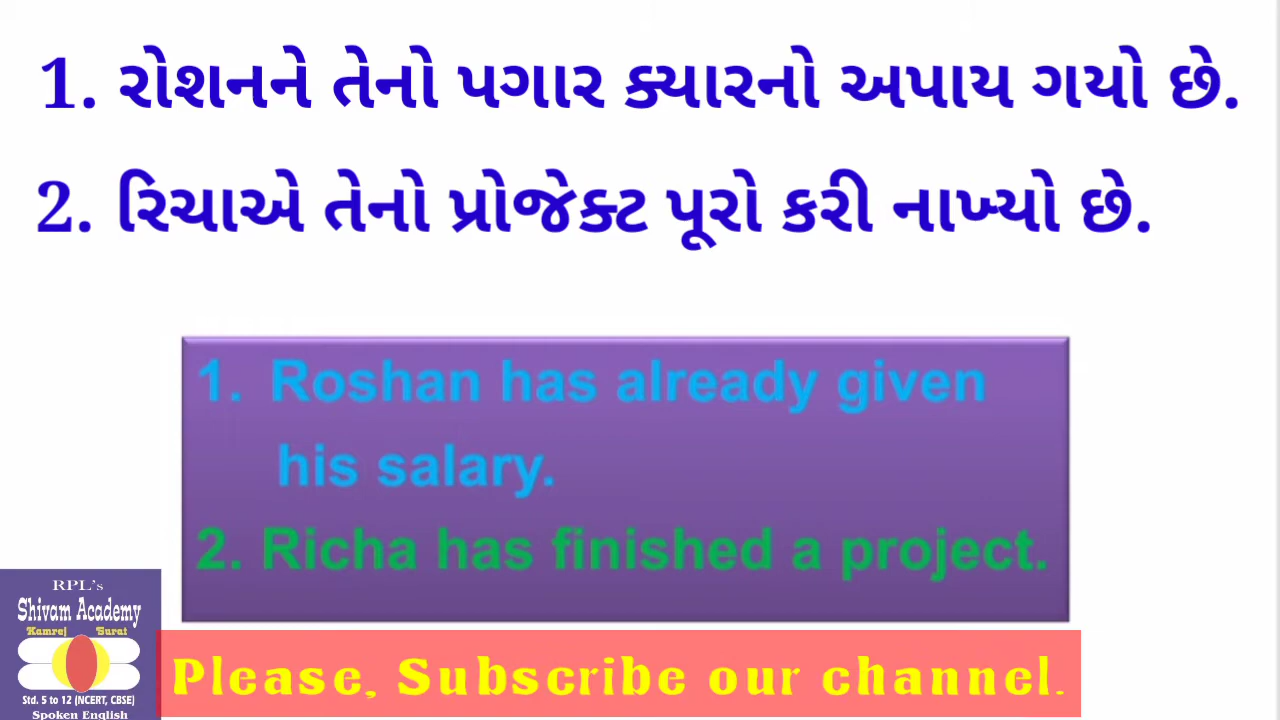 1. રોશનને તેનો પગાર ક્યારનો અપાય ગયો છે.
2. રિચાએ તેનો પ્રોજેક્ટ પૂરો કરી નાખ્યો છે.
1. Roshan has already given
his salary.
2. Richa has finished a project.
RPL's
Shivam Academy
Kamrej Surat
Std. 5 to 12 (NCERT, CBSE)
Spoken English
Please, Subscribe our channel.